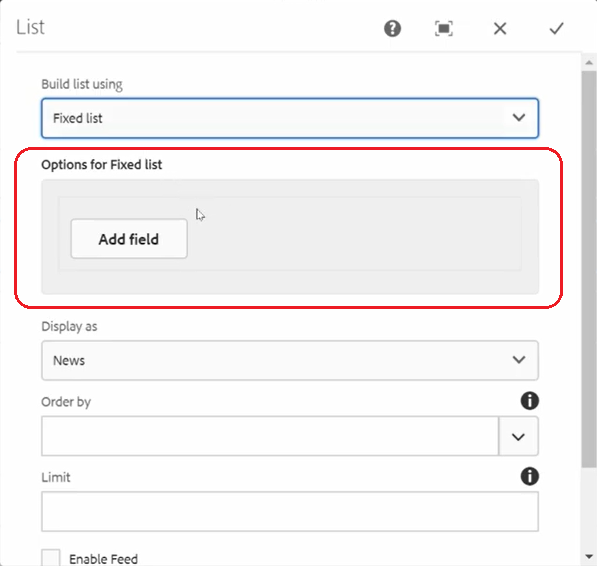 List
Build list using
Fixed list
Options for Fixed list
Add field
Display as
News
Order by
Limit
Enable Feed